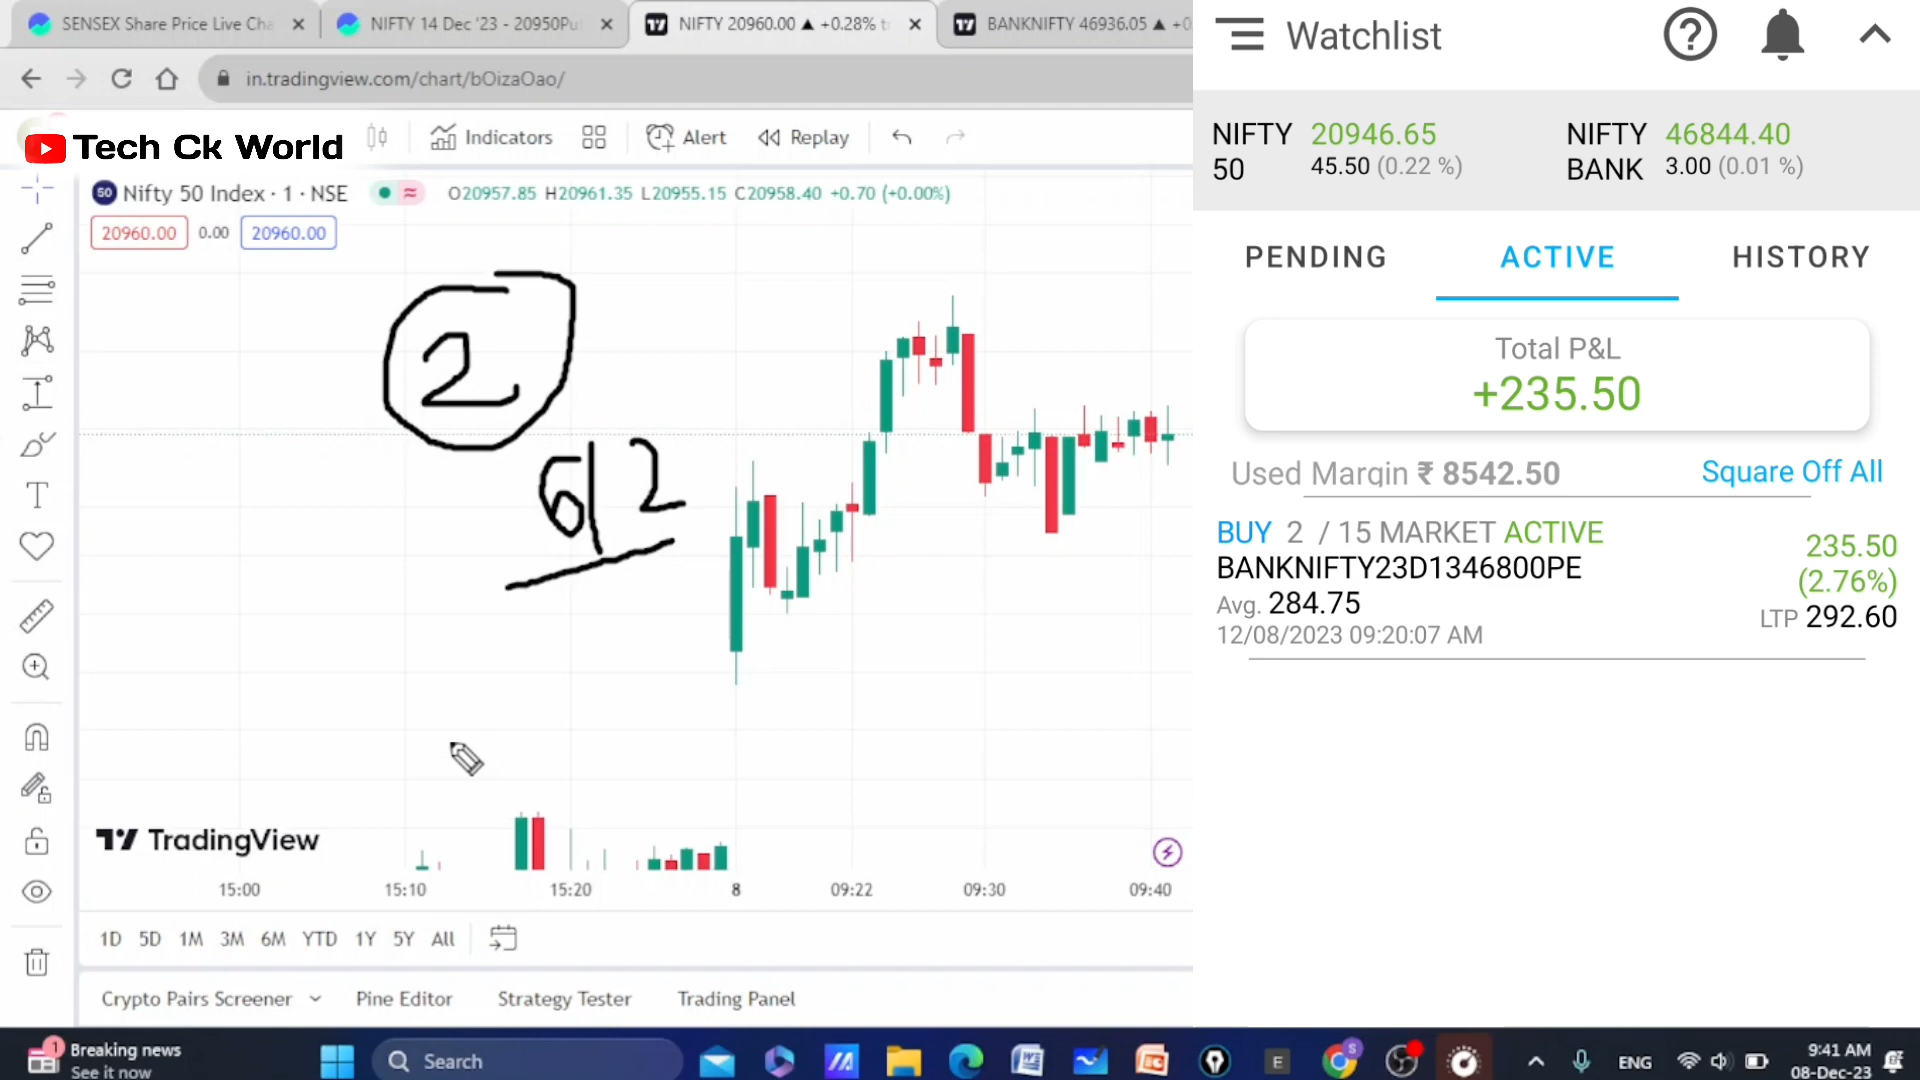 SENSEX Share Price Live Cha
NIFTY 14 Dec '23 - 20950Pu
NIFTY 20960.00 ▲ +0.28%
BANKNIFTY 46936.05 ▲ +0
in.tradingview.com/chart/bOizaOao/
Tech Ck World
Indicators
Alert
Replay
50 Nifty 50 Index · 1 · NSE
O20957.85 H20961.35 L20955.15 C20958.40 +0.70 (+0.00%)
20960.00 0.00 20960.00
2
6/2
TradingView
15:00 15:10 15:20 8 09:22 09:30 09:40
1D 5D 1M 3M 6M YTD 1Y 5Y All
Crypto Pairs Screener Pine Editor Strategy Tester Trading Panel
Watchlist
NIFTY 50 20946.65
45.50 (0.22 %)
NIFTY BANK 46844.40
3.00 (0.01 %)
PENDING ACTIVE HISTORY
Total P&L
+235.50
Used Margin ₹ 8542.50 Square Off All
BUY 2 / 15 MARKET ACTIVE 235.50
BANKNIFTY23D1346800PE (2.76%)
Avg. 284.75 LTP 292.60
12/08/2023 09:20:07 AM
1 Breaking news
See it now
Search
ENG
9:41 AM
08-Dec-23